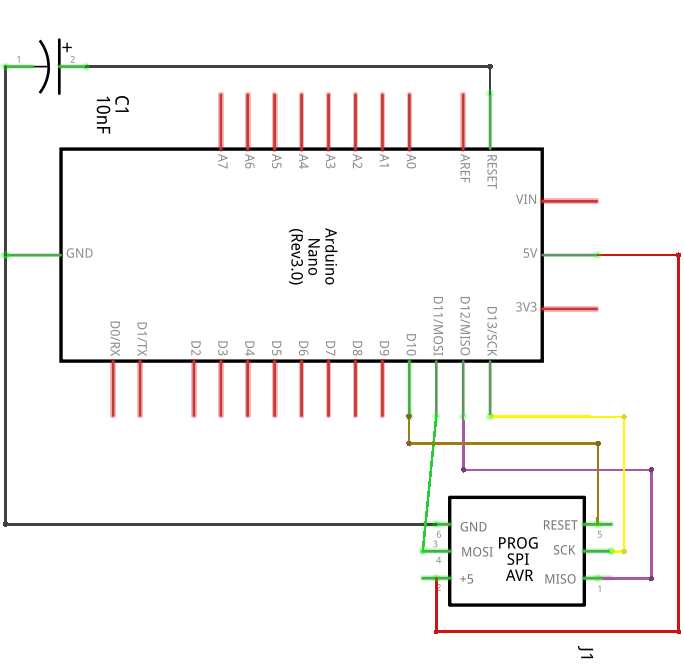 1
+
2
C1
10nF
A7
A6
A5
A4
A3
A2
A1
A0
AREF
RESET
VIN
GND
5V
Arduino
Nano
(Rev3.0)
3V3
D0/RX
D1/TX
D2
D3
D4
D5
D6
D7
D8
D9
D10
D11/MOSI
D12/MISO
D13/SCK
GND
RESET
6
5
3
MOSI
PROG
SPI
AVR
SCK
4
+5
MISO
2
1
J1